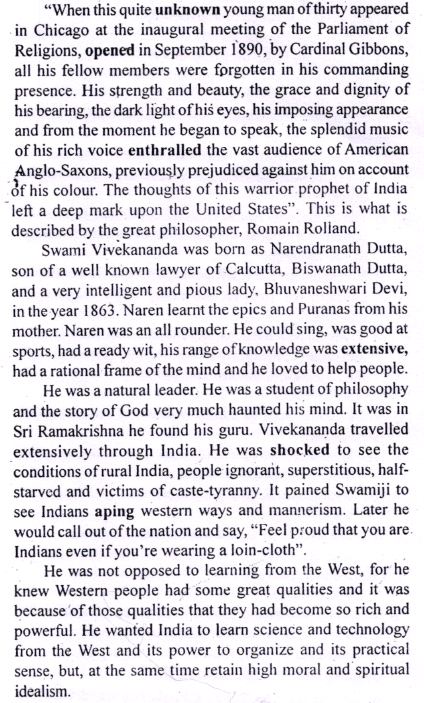 “When this quite unknown young man of thirty appeared
in Chicago at the inaugural meeting of the Parliament of
Religions, opened in September 1890, by Cardinal Gibbons,
all his fellow members were forgotten in his commanding
presence. His strength and beauty, the grace and dignity of
his bearing, the dark light of his eyes, his imposing appearance
and from the moment he began to speak, the splendid music
of his rich voice enthralled the vast audience of American
Anglo-Saxons, previously prejudiced against him on account
of his colour. The thoughts of this warrior prophet of India
left a deep mark upon the United States”. This is what is
described by the great philosopher, Romain Rolland.
Swami Vivekananda was born as Narendranath Dutta,
son of a well known lawyer of Calcutta, Biswanath Dutta,
and a very intelligent and pious lady, Bhuvaneshwari Devi,
in the year 1863. Naren learnt the epics and Puranas from his
mother. Naren was an all rounder. He could sing, was good at
sports, had a ready wit, his range of knowledge was extensive,
had a rational frame of the mind and he loved to help people.
He was a natural leader. He was a student of philosophy
and the story of God very much haunted his mind. It was in
Sri Ramakrishna he found his guru. Vivekananda travelled
extensively through India. He was shocked to see the
conditions of rural India, people ignorant, superstitious, half-
starved and victims of caste-tyranny. It pained Swamiji to
see Indians aping western ways and mannerism. Later he
would call out of the nation and say, “Feel proud that you are
Indians even if you’re wearing a loin-cloth”.
He was not opposed to learning from the West, for he
knew Western people had some great qualities and it was
because of those qualities that they had become so rich and
powerful. He wanted India to learn science and technology
from the West and its power to organize and its practical
sense, but, at the same time retain high moral and spiritual
idealism.